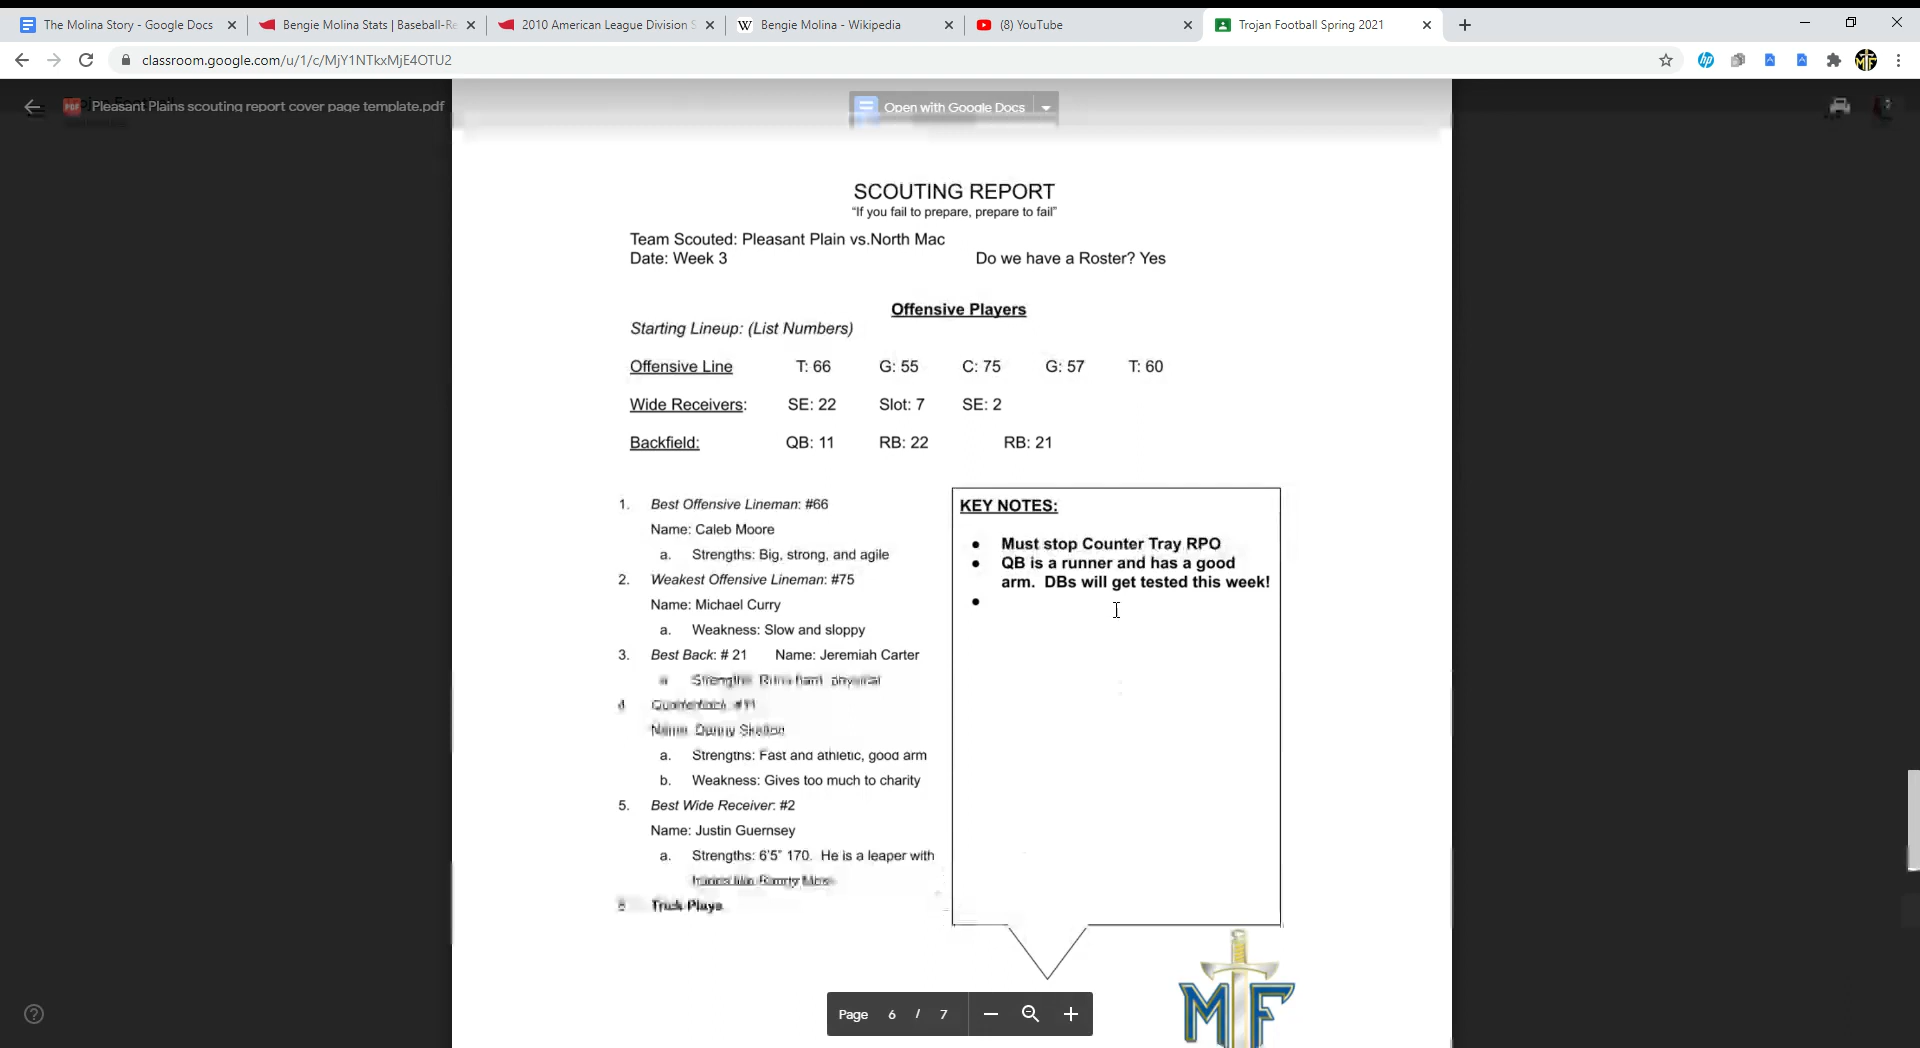 The Molina Story - Google Docs
Bengie Molina Stats | Baseball-Re
2010 American League Division S
Bengie Molina - Wikipedia
(8) YouTube
Trojan Football Spring 2021
classroom.google.com/u/1/c/MjY1NTkxMjE4OTU2
Pleasant Plains scouting report cover page template.pdf
Open with Google Docs
SCOUTING REPORT
“If you fail to prepare, prepare to fail”
Team Scouted: Pleasant Plain vs.North Mac
Date: Week 3 Do we have a Roster? Yes
Offensive Players
Starting Lineup: (List Numbers)
Offensive Line T: 66 G: 55 C: 75 G: 57 T: 60
Wide Receivers: SE: 22 Slot: 7 SE: 2
Backfield: QB: 11 RB: 22 RB: 21
1. Best Offensive Lineman: #66
Name: Caleb Moore
a. Strengths: Big, strong, and agile
2. Weakest Offensive Lineman: #75
Name: Michael Curry
a. Weakness: Slow and sloppy
3. Best Back: # 21 Name: Jeremiah Carter
Quarterback #11
a. Strengths: Fast and athletic, good arm
b. Weakness: Gives too much to charity
5. Best Wide Receiver: #2
Name: Justin Guernsey
a. Strengths: 6’5” 170. He is a leaper with
Trick Plays
KEY NOTES:
● Must stop Counter Tray RPO
● QB is a runner and has a good
arm. DBs will get tested this week!
●
MF
Page 6 / 7